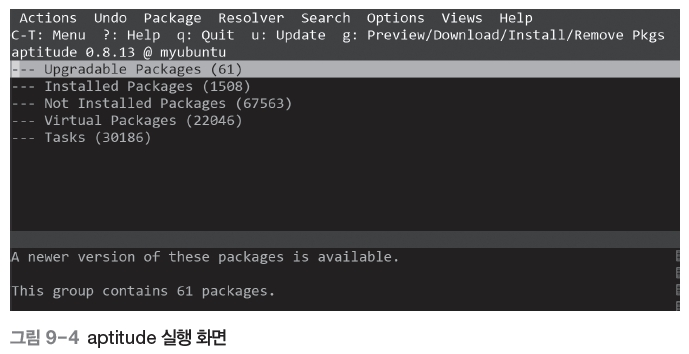 Actions Undo Package Resolver Search Options Views Help
C-T: Menu ?: Help q: Quit u: Update g: Preview/Download/Install/Remove Pkgs
aptitude 0.8.13 @ myubuntu
--- Upgradable Packages (61)
--- Installed Packages (1508)
--- Not Installed Packages (67563)
--- Virtual Packages (22046)
--- Tasks (30186)
A newer version of these packages is available.
This group contains 61 packages.
그림 9-4 aptitude 실행 화면